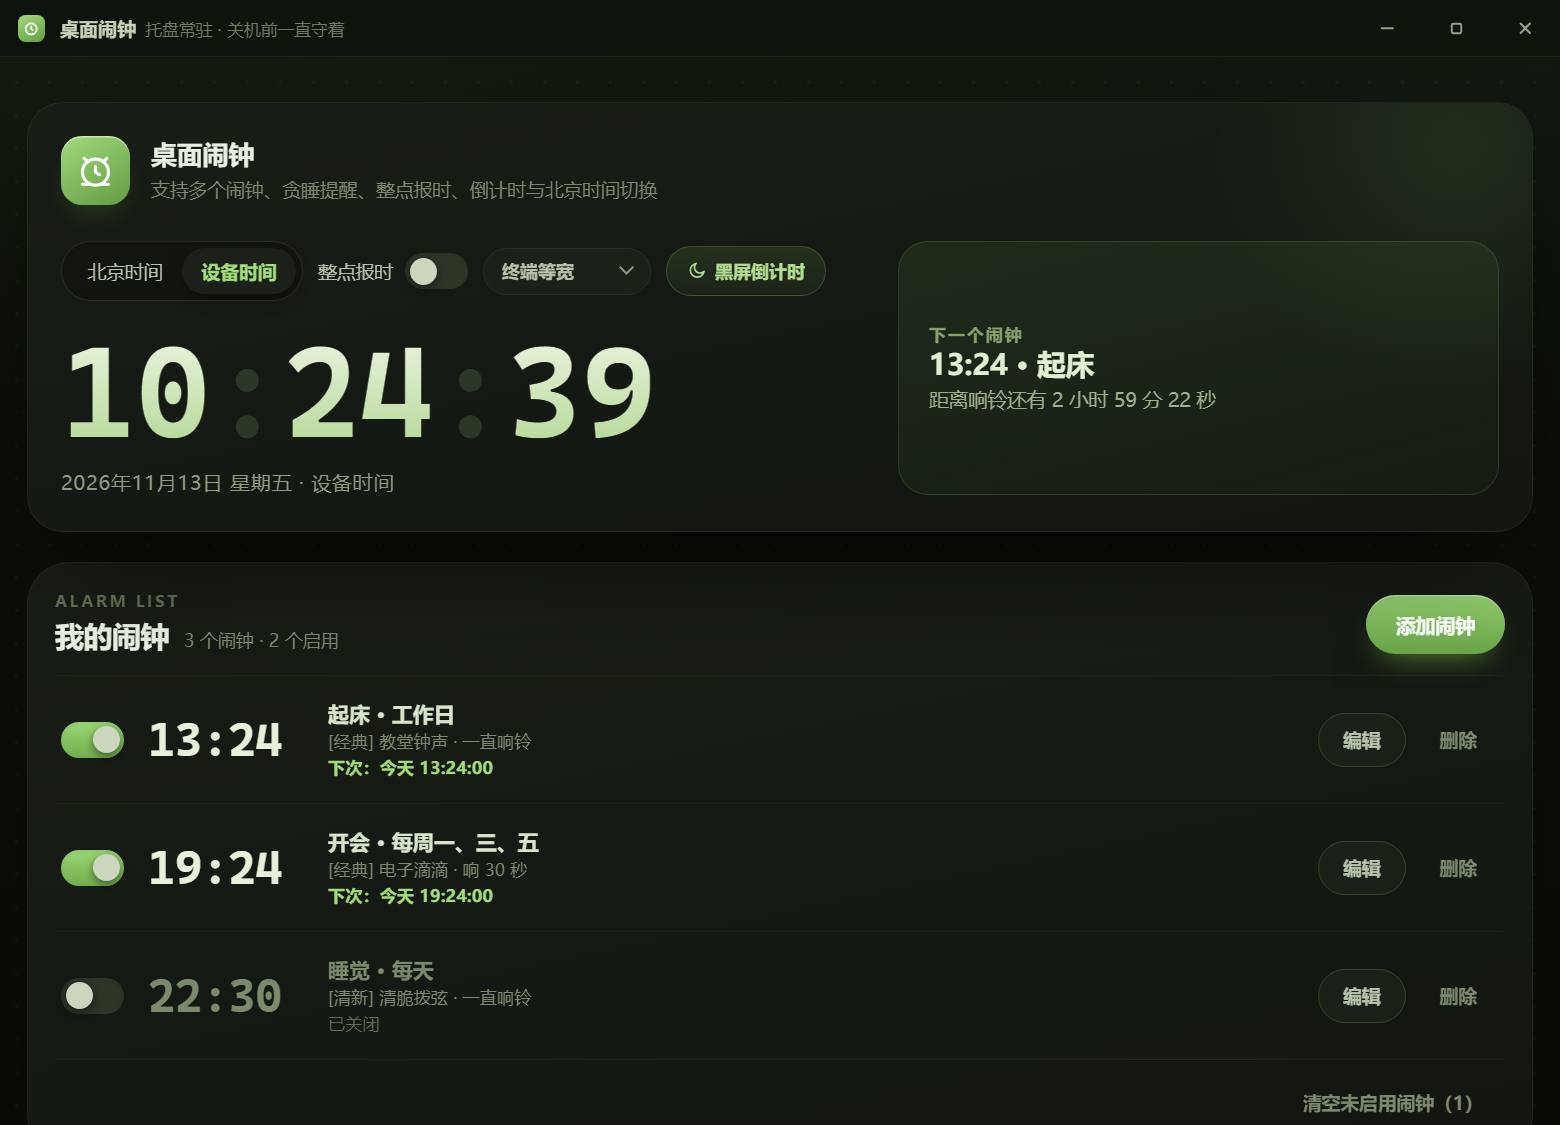 桌面闹钟 托盘常驻 · 关机前一直守着
桌面闹钟
支持多个闹钟、贪睡提醒、整点报时、倒计时与北京时间切换
北京时间 设备时间 整点报时 终端等宽 黑屏倒计时
10:24:39
2026年11月13日 星期五 · 设备时间
下一个闹钟
13:24 • 起床
距离响铃还有 2 小时 59 分 22 秒
ALARM LIST
我的闹钟 3 个闹钟 · 2 个启用
添加闹钟
13:24
起床 • 工作日
[经典] 教堂钟声 · 一直响铃
下次：今天 13:24:00
编辑 删除
19:24
开会 • 每周一、三、五
[经典] 电子滴滴 · 响 30 秒
下次：今天 19:24:00
编辑 删除
22:30
睡觉 • 每天
[清新] 清脆拨弦 · 一直响铃
已关闭
编辑 删除
清空未启用闹钟（1）